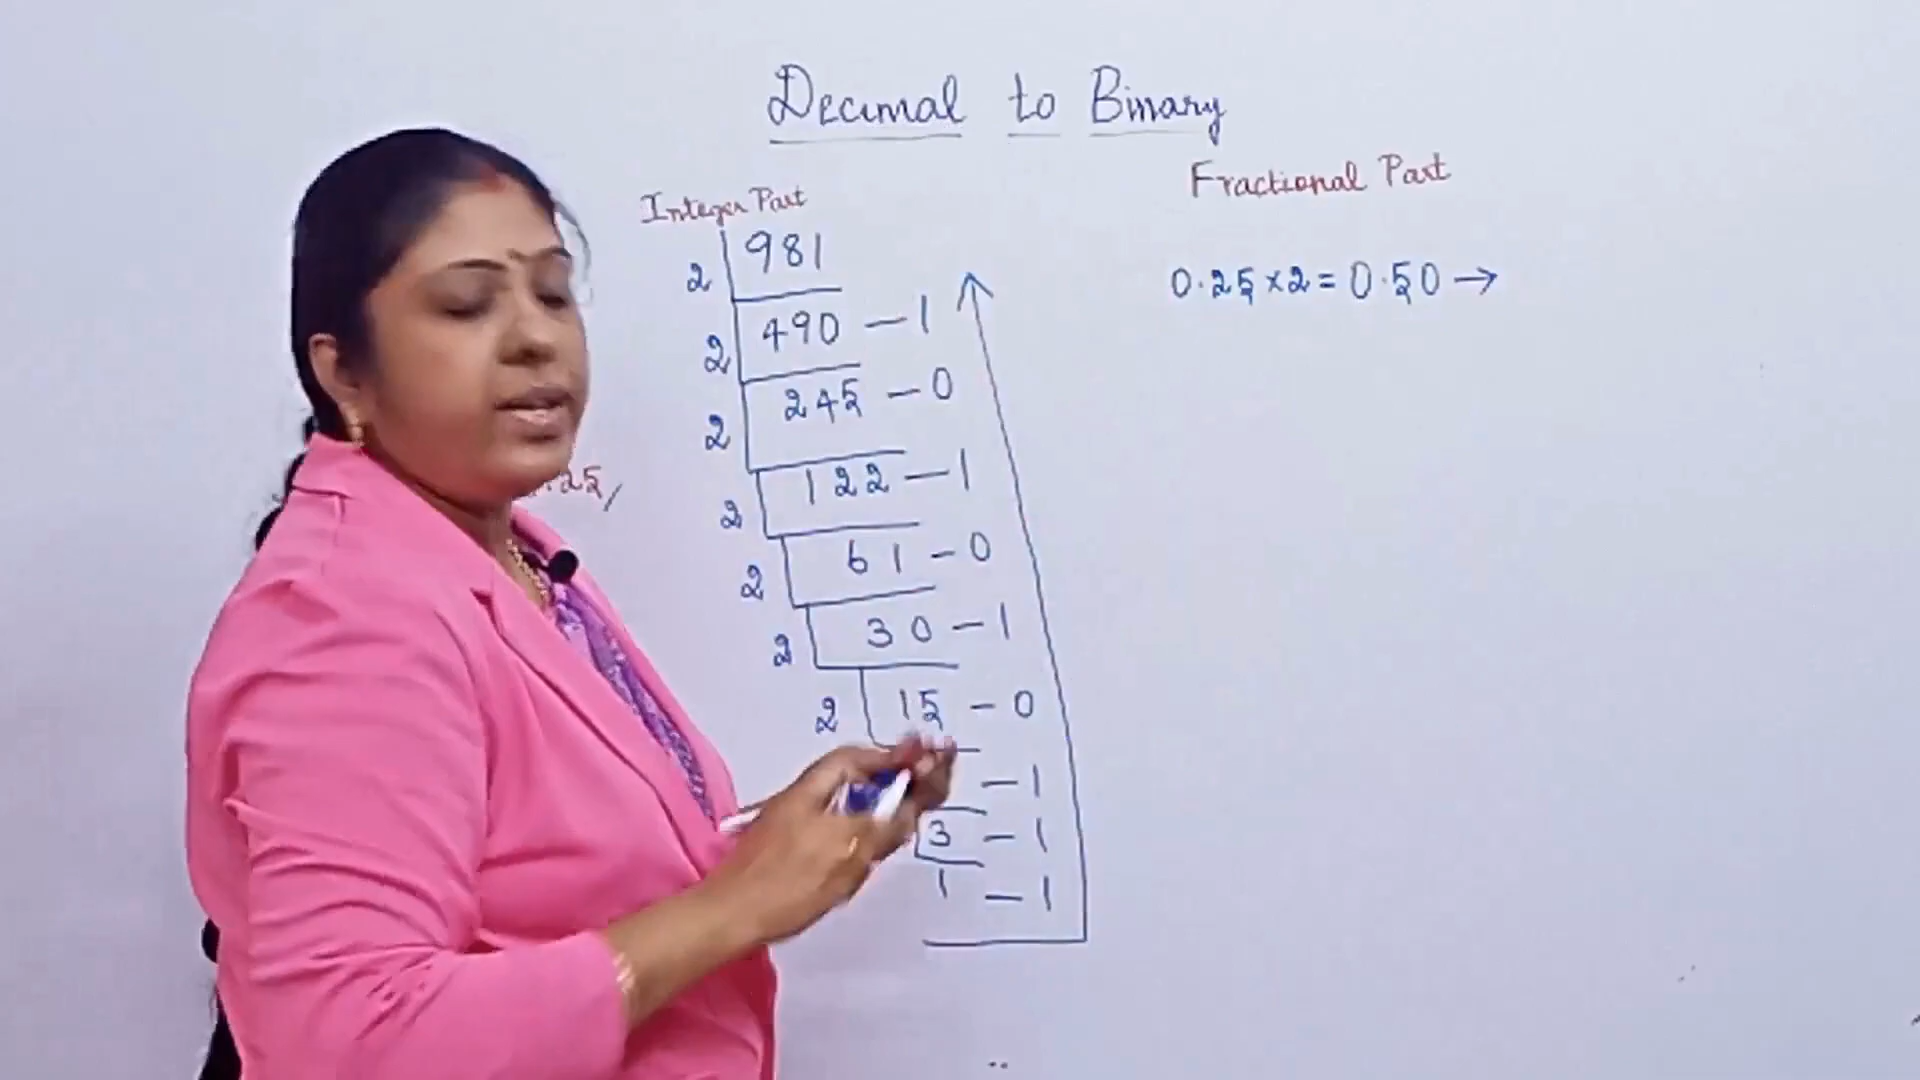 Decimal to Binary
Integer Part
Fractional Part
2 981
2 490 — 1
2 245 — 0
2 122 — 1
2 61 — 0
2 30 — 1
2 15 — 0
— 1
3 — 1
1 — 1
0.25 × 2 = 0.50 →
.25,